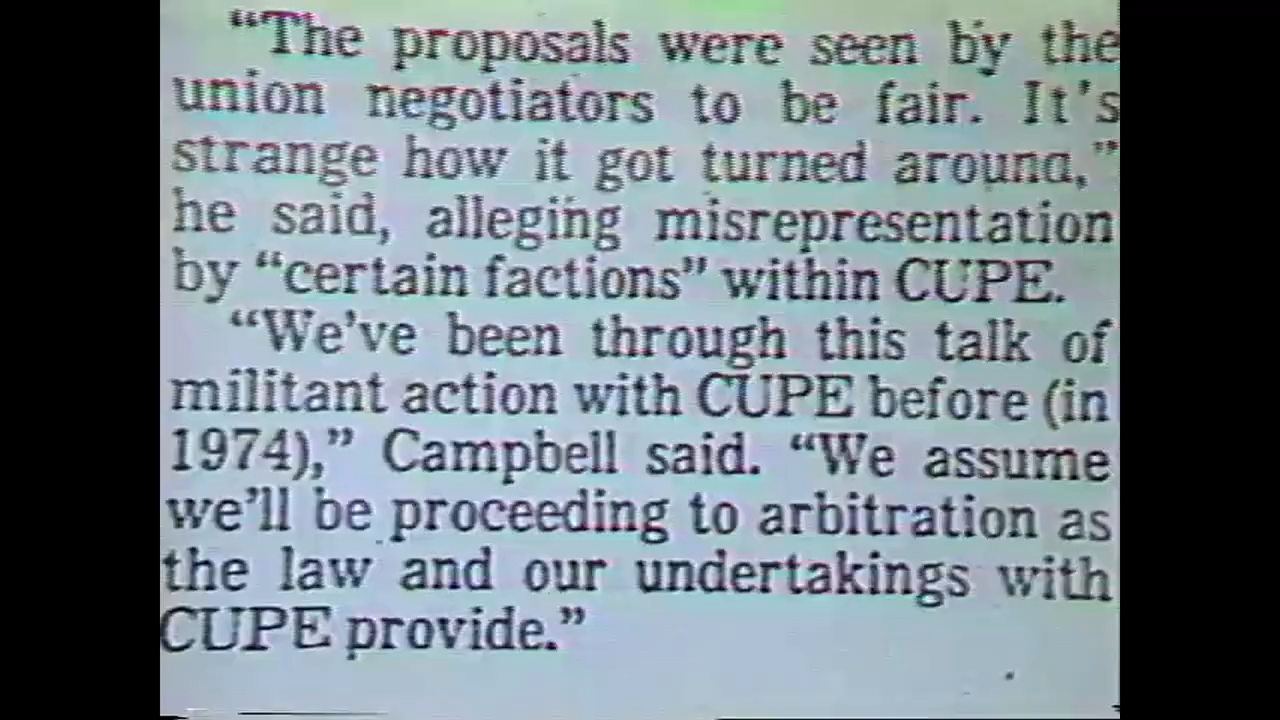 “The proposals were seen by the
union negotiators to be fair. It's
strange how it got turned around,”
he said, alleging misrepresentation
by “certain factions” within CUPE.
“We've been through this talk of
militant action with CUPE before (in
1974),” Campbell said. “We assume
we'll be proceeding to arbitration as
the law and our undertakings with
CUPE provide.”